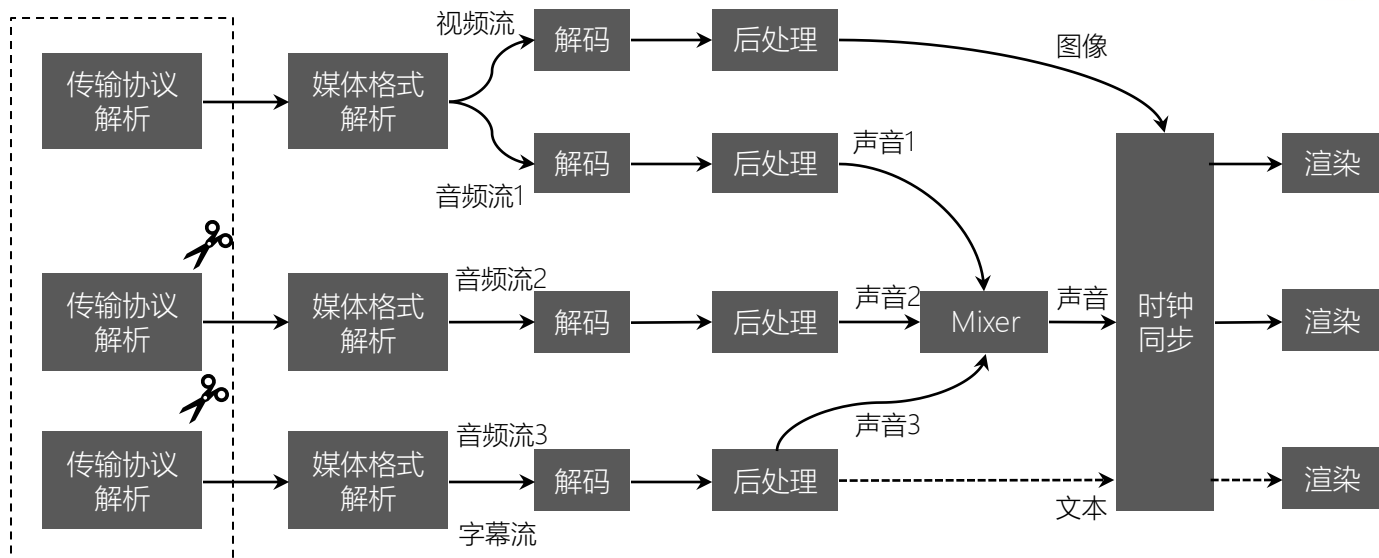 视频流
解码
后处理
图像
传输协议
解析
媒体格式
解析
音频流1
解码
后处理
声音1
渲染
传输协议
解析
媒体格式
解析
音频流2
解码
后处理
声音2
Mixer
声音
时钟
同步
渲染
传输协议
解析
媒体格式
解析
音频流3
字幕流
解码
后处理
声音3
文本
渲染